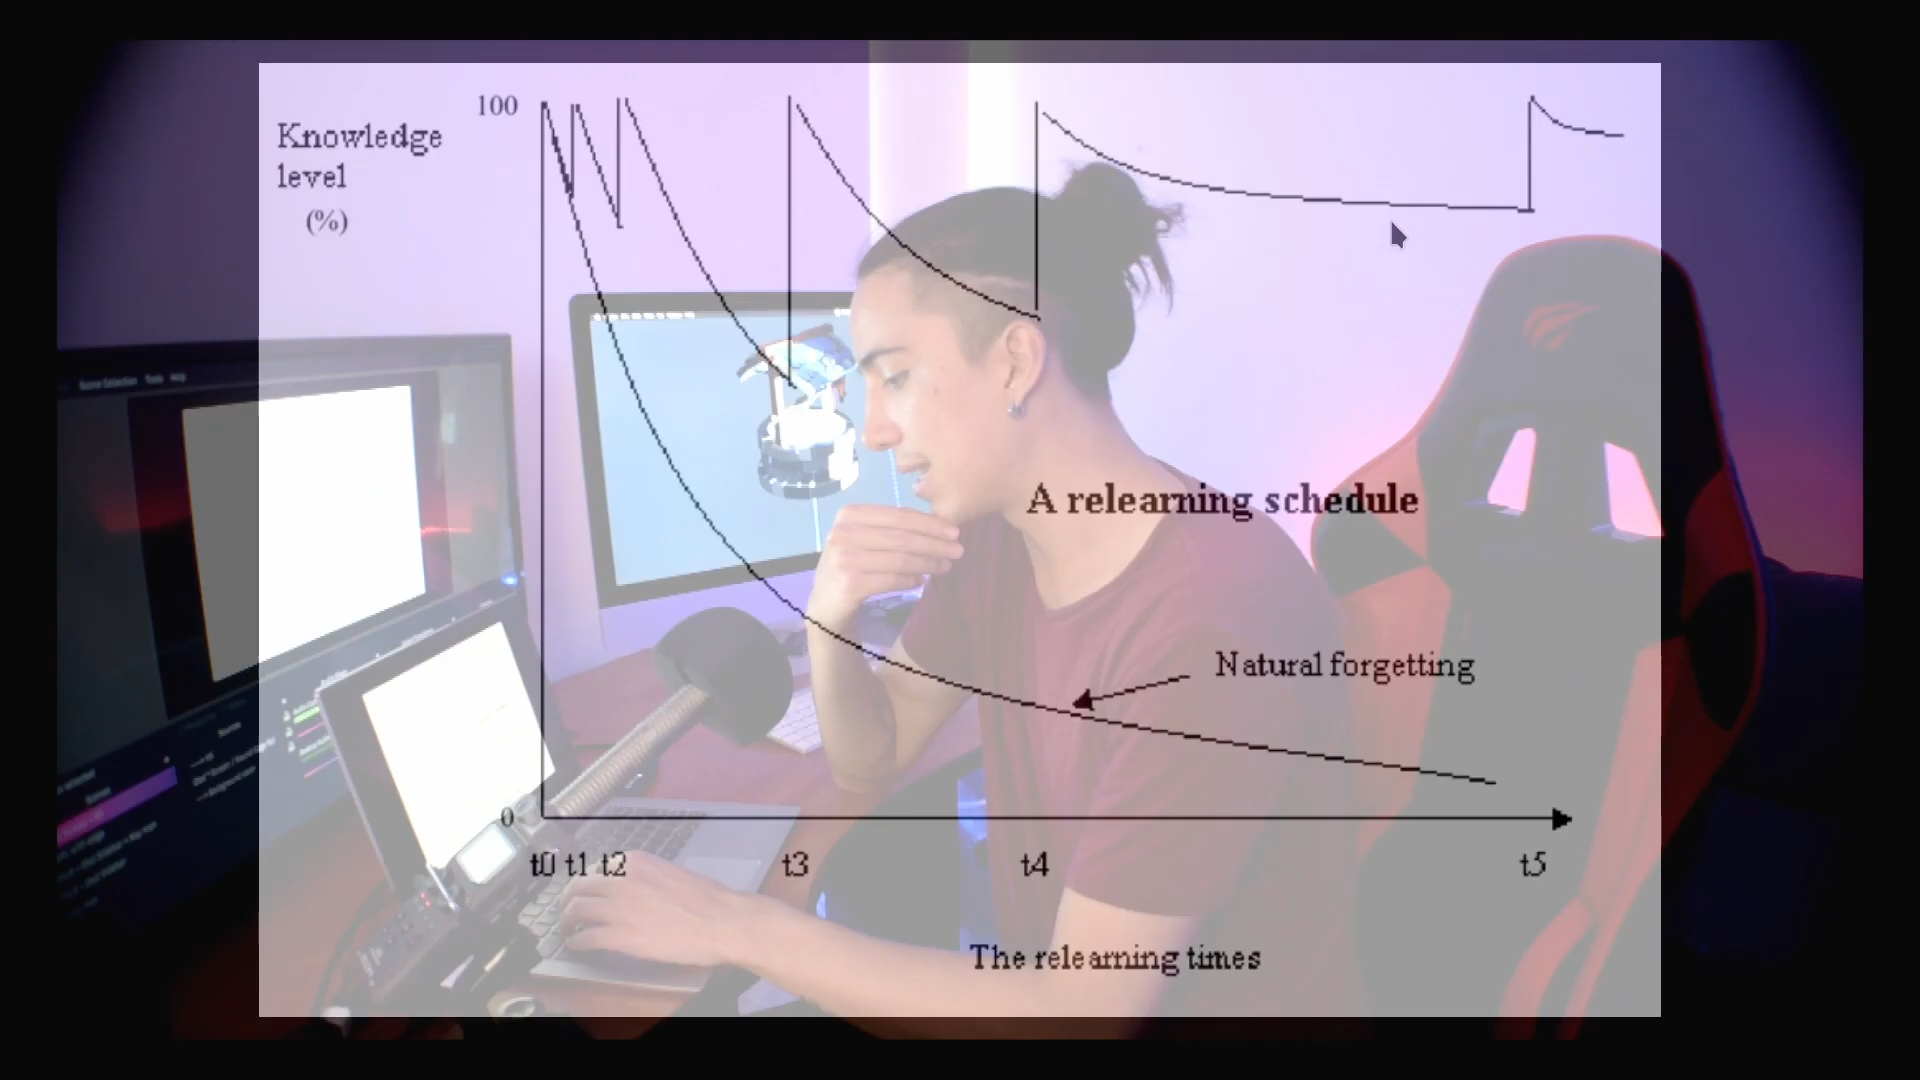 100
Knowledge
level
(%)
A relearning schedule
Natural forgetting
0
t0 t1 t2 t3 t4 t5
The relearning times